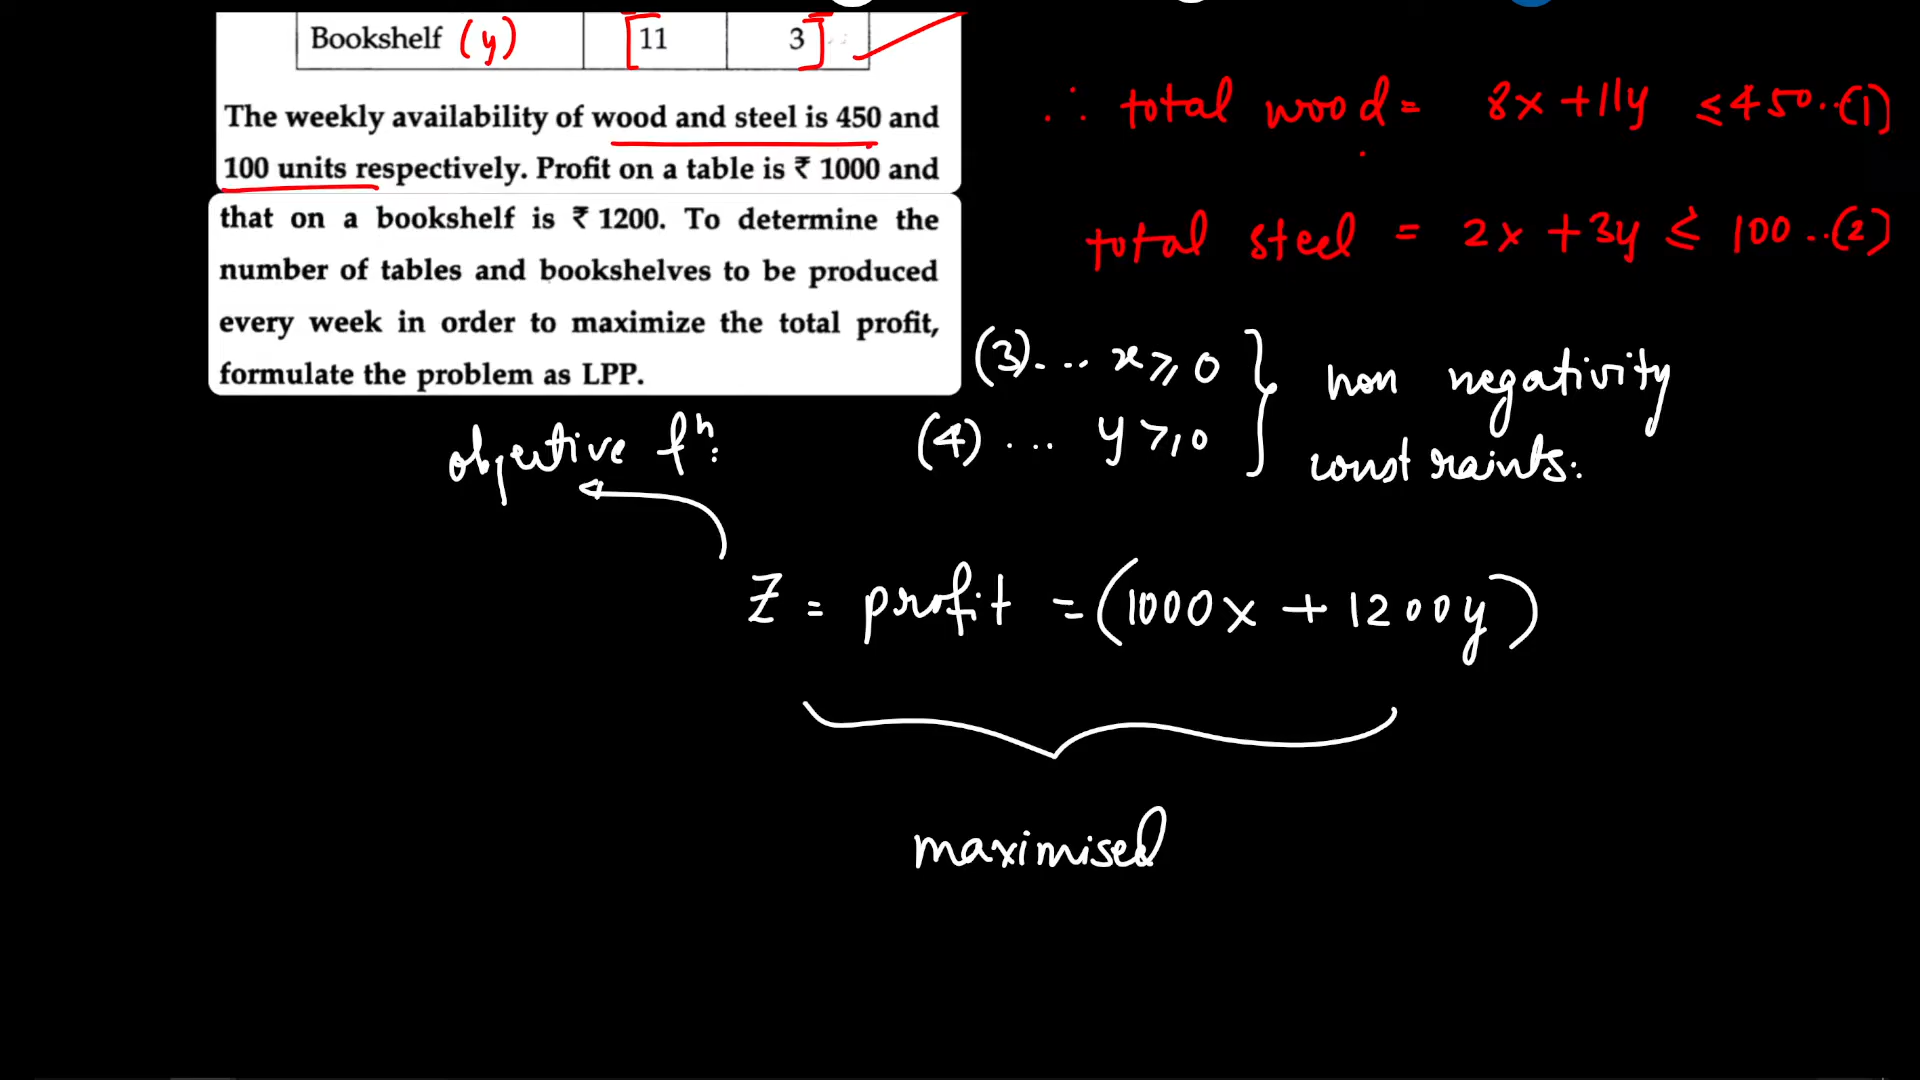 Bookshelf (y) [11 3]
The weekly availability of wood and steel is 450 and
100 units respectively. Profit on a table is ₹ 1000 and
that on a bookshelf is ₹ 1200. To determine the
number of tables and bookshelves to be produced
every week in order to maximize the total profit,
formulate the problem as LPP.
∴ total wood = 8x + 11y ≤ 450..(1)
total steel = 2x + 3y ≤ 100..(2)
(3)... x ≥ 0
(4)... y ≥ 0
non negativity
constraints:
objective fⁿ:
Z = profit = (1000x + 1200y)
maximised